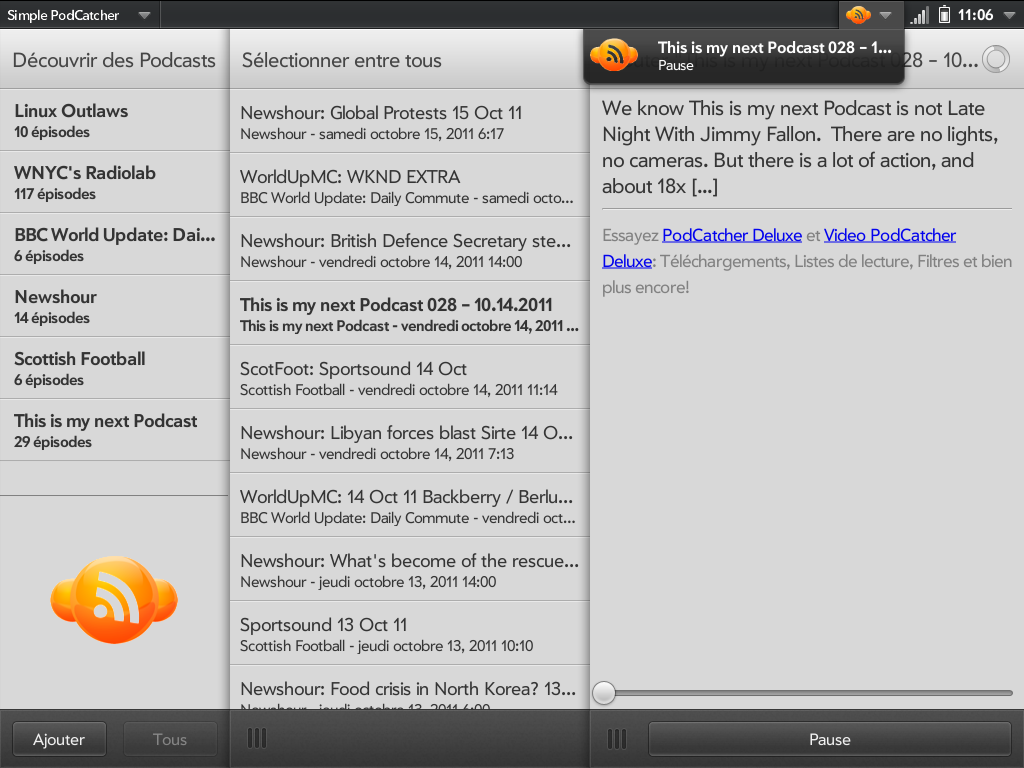 Simple PodCatcher
11:06
Découvrir des Podcasts
Linux Outlaws
10 épisodes
WNYC's Radiolab
117 épisodes
BBC World Update: Dai...
6 épisodes
Newshour
14 épisodes
Scottish Football
6 épisodes
This is my next Podcast
29 épisodes
Ajouter
Tous
Sélectionner entre tous
Newshour: Global Protests 15 Oct 11
Newshour - samedi octobre 15, 2011 6:17
WorldUpMC: WKND EXTRA
BBC World Update: Daily Commute - samedi octo...
Newshour: British Defence Secretary ste...
Newshour - vendredi octobre 14, 2011 14:00
This is my next Podcast 028 – 10.14.2011
This is my next Podcast - vendredi octobre 14, 2011 ...
ScotFoot: Sportsound 14 Oct
Scottish Football - vendredi octobre 14, 2011 11:14
Newshour: Libyan forces blast Sirte 14 O...
Newshour - vendredi octobre 14, 2011 7:13
WorldUpMC: 14 Oct 11 Backberry / Berlu...
BBC World Update: Daily Commute - vendredi oct...
Newshour: What's become of the rescue...
Newshour - jeudi octobre 13, 2011 14:00
Sportsound 13 Oct 11
Scottish Football - jeudi octobre 13, 2011 10:10
Newshour: Food crisis in North Korea? 13...
Newshour - jeudi octobre 13, 2011 6:00
This is my next Podcast 028 – 1...
Pause
028 – 10...
We know This is my next Podcast is not Late
Night With Jimmy Fallon. There are no lights,
no cameras. But there is a lot of action, and
about 18x [...]
Essayez PodCatcher Deluxe et Video PodCatcher
Deluxe: Téléchargements, Listes de lecture, Filtres et bien
plus encore!
Pause